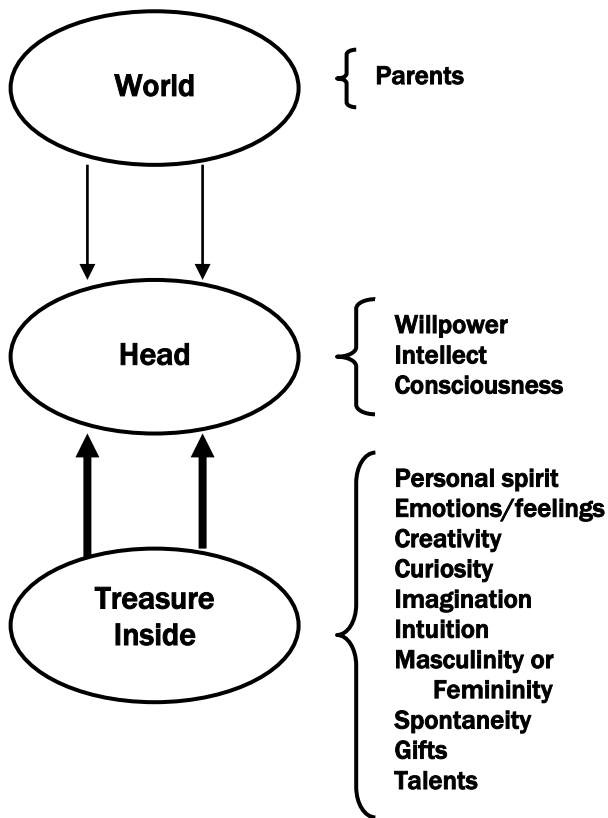 World
Parents
Head
Willpower
Intellect
Consciousness
Treasure
Inside
Personal spirit
Emotions/feelings
Creativity
Curiosity
Imagination
Intuition
Masculinity or
Femininity
Spontaneity
Gifts
Talents